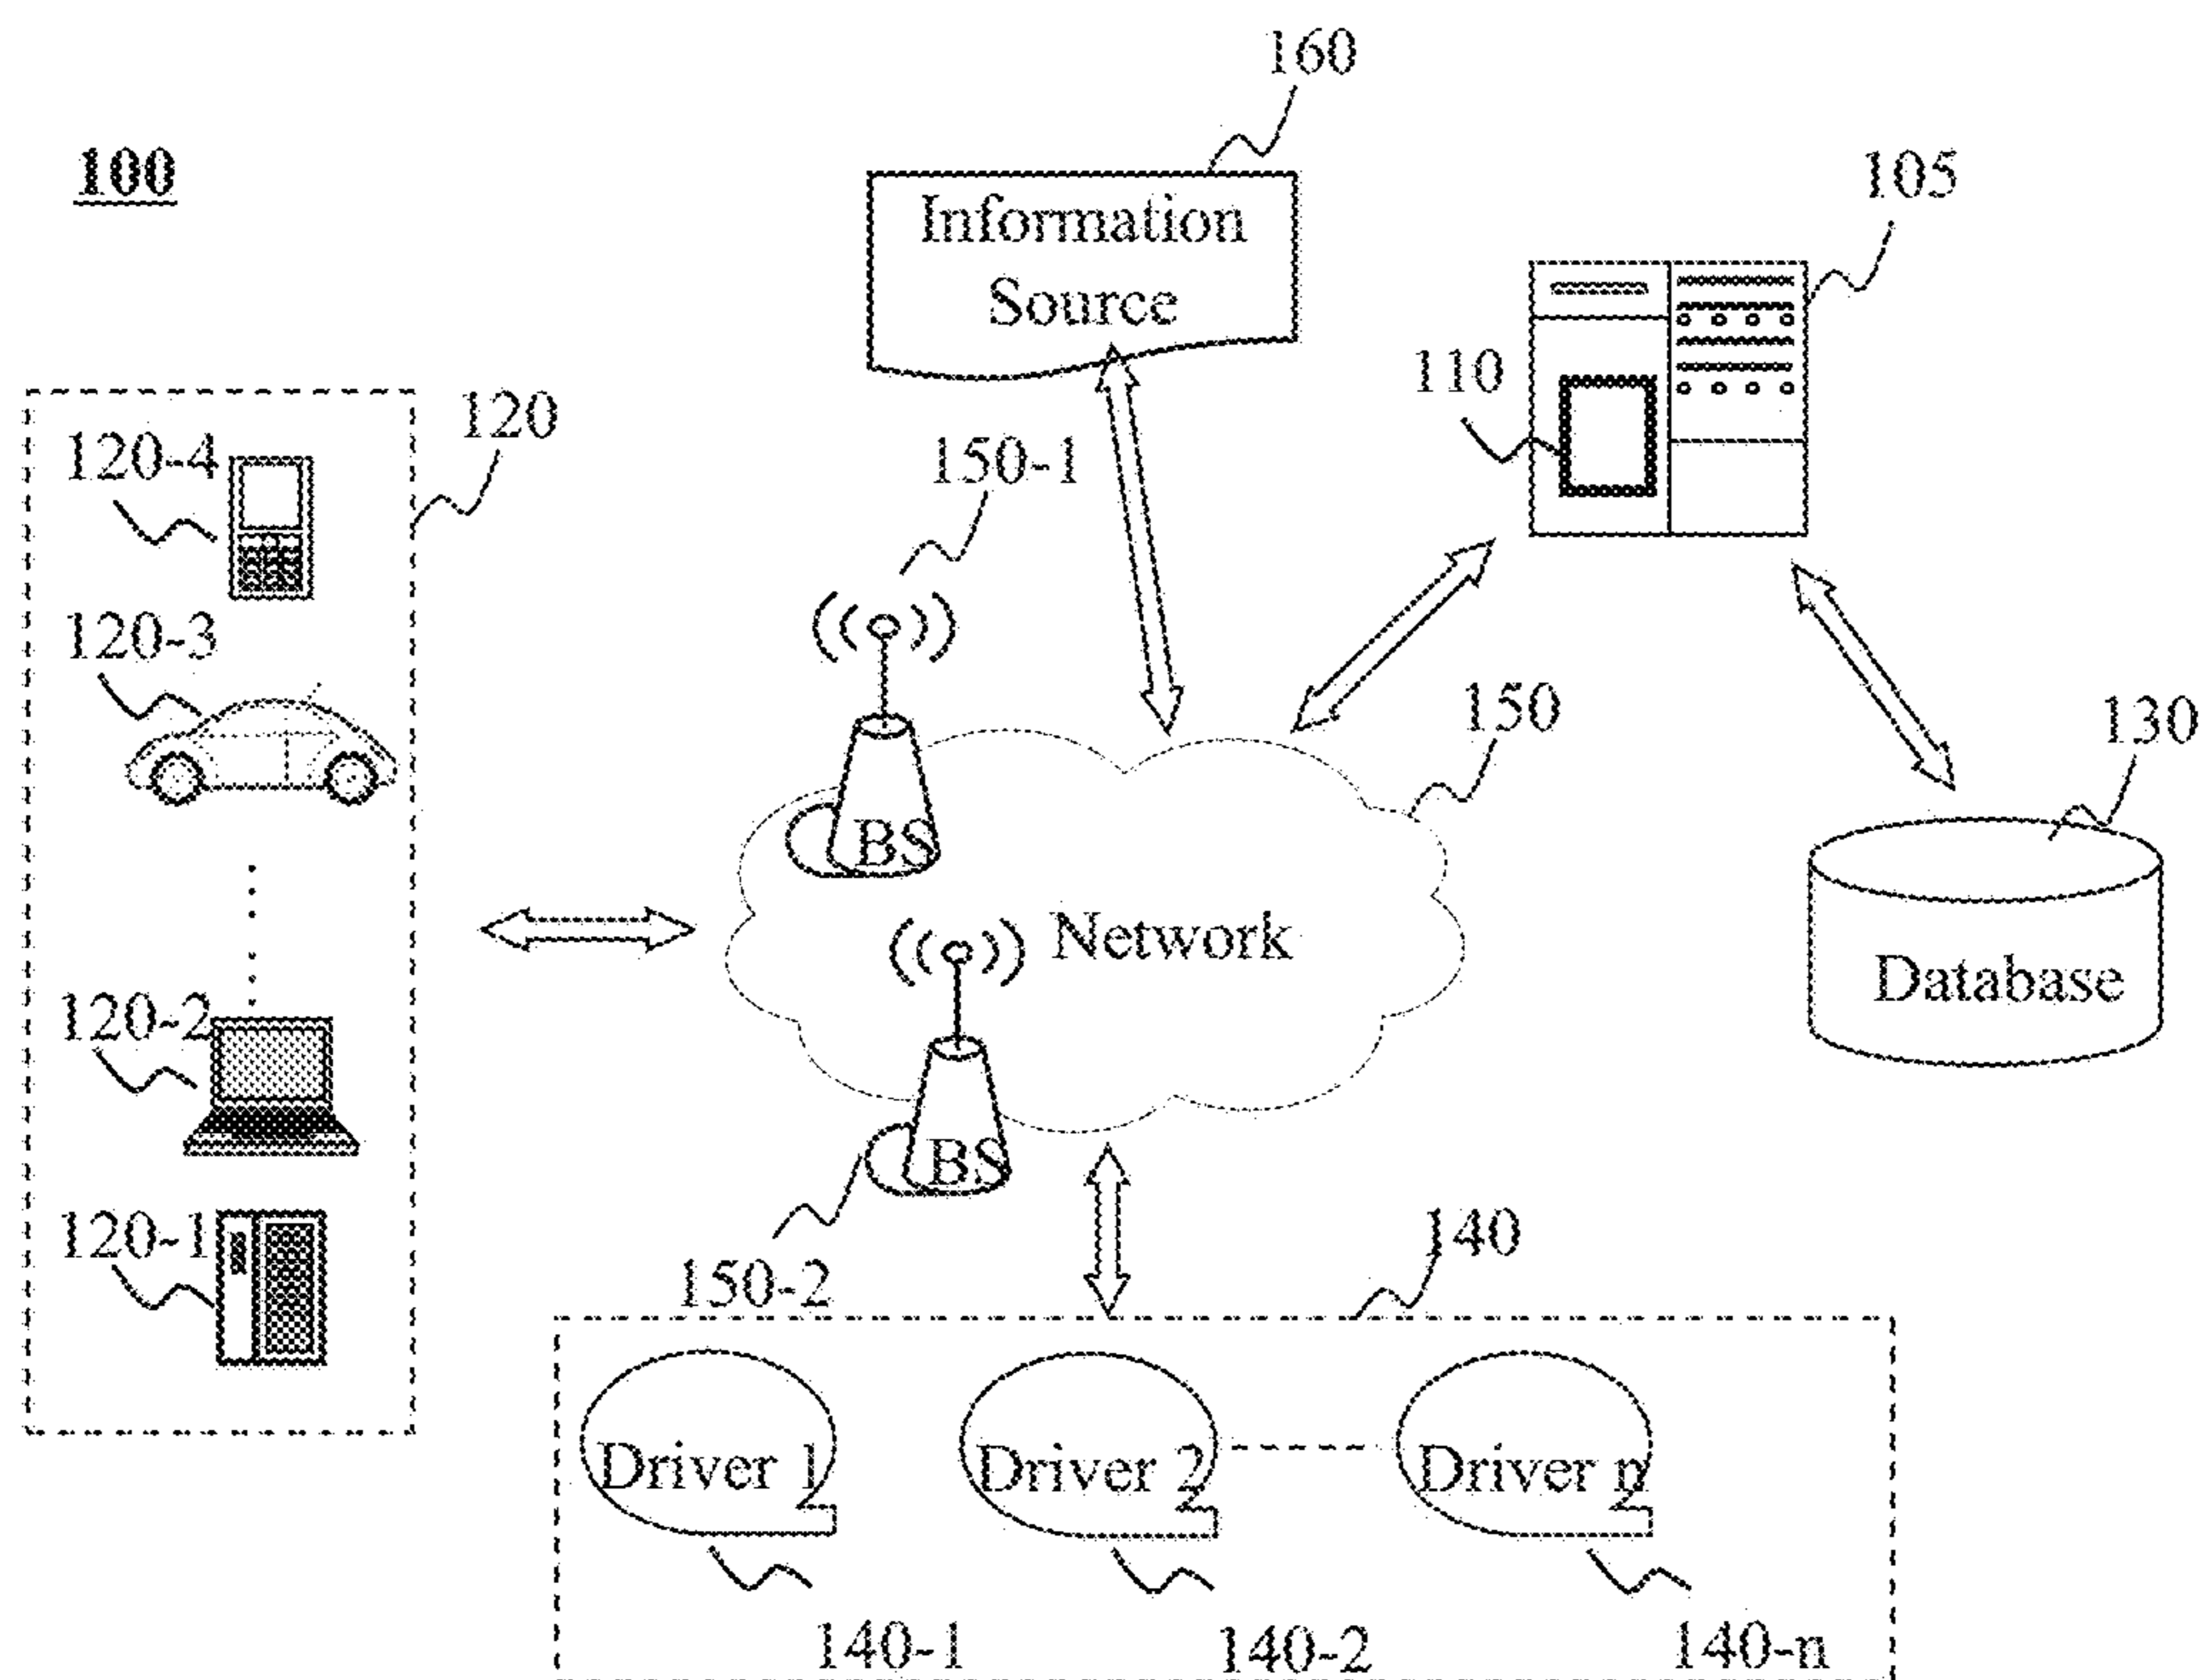 160
100
105
Information
Source
110
120
120-4
150-1
120-3
150
130
BS
Network
Database
120-2
BS
120-1
140
150-2
Driver 1
Driver 2
Driver n
140-1
140-2
140-n